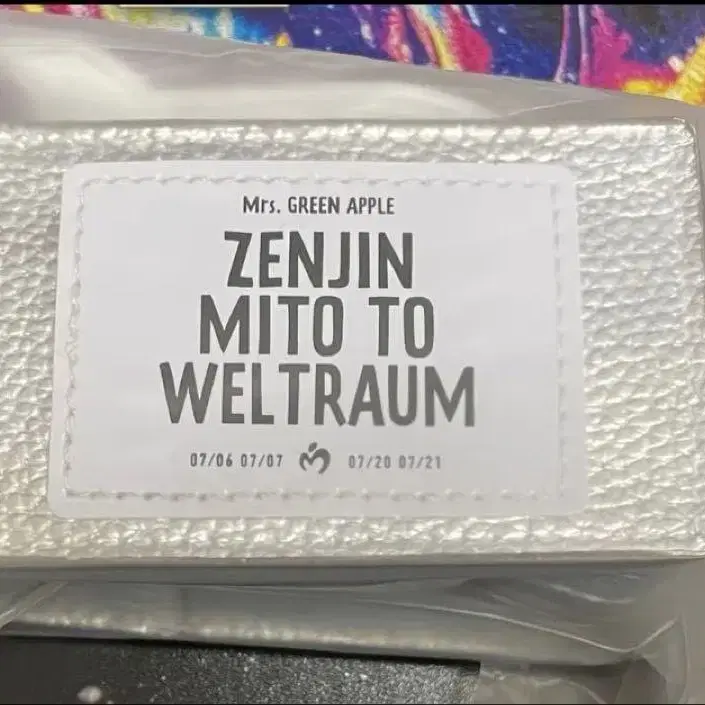 Mrs. GREEN APPLE
ZENJIN
MITO TO
WELTRAUM
07/06 07/07 07/20 07/21